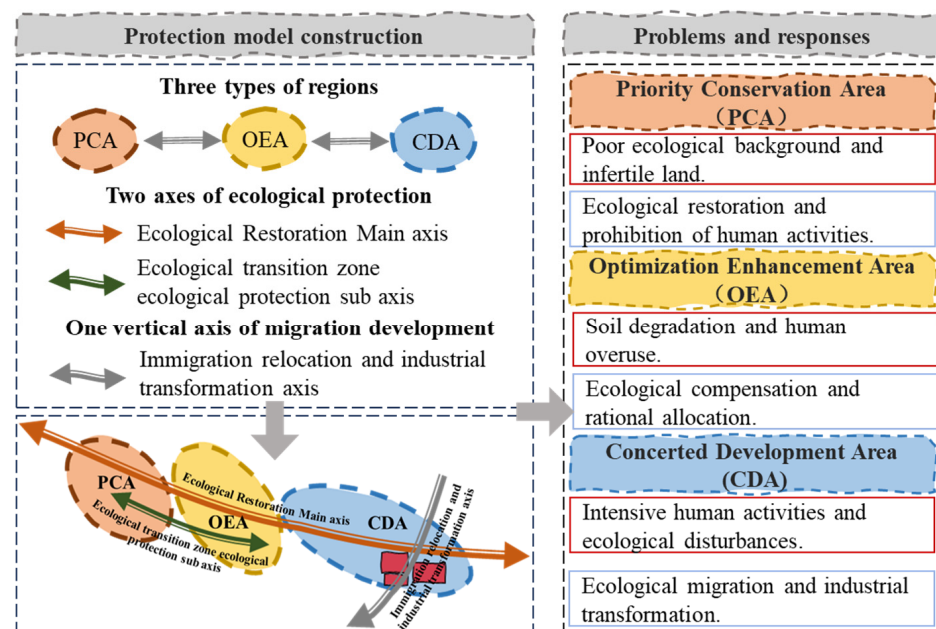 Protection model construction
Three types of regions
PCA
OEA
CDA
Two axes of ecological protection
Ecological Restoration Main axis
Ecological transition zone
ecological protection sub axis
One vertical axis of migration development
Immigration relocation and industrial
transformation axis
PCA
OEA
CDA
Ecological Restoration Main axis
Ecological transition zone ecological
protection sub axis
Immigration relocation and
industrial transformation axis
Problems and responses
Priority Conservation Area
（PCA）
Poor ecological background and
infertile land.
Ecological restoration and
prohibition of human activities.
Optimization Enhancement Area
（OEA）
Soil degradation and human
overuse.
Ecological compensation and
rational allocation.
Concerted Development Area
(CDA)
Intensive human activities and
ecological disturbances.
Ecological migration and industrial
transformation.